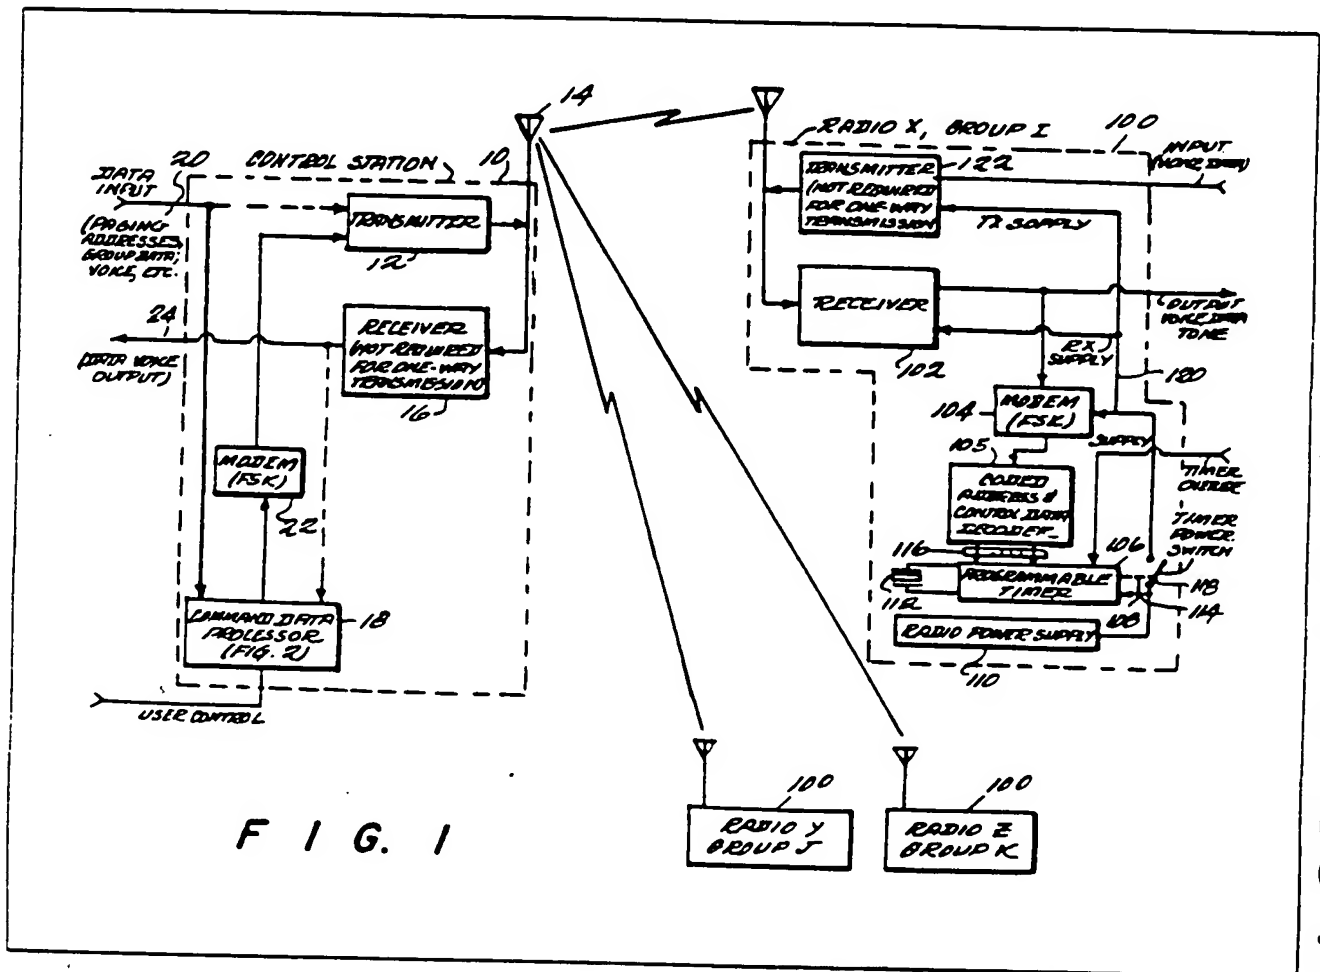 14
20
CONTROL STATION
10
DATA
INPUT
(PAGING
ADDRESSES,
GROUP DATA,
VOICE, ETC.
TRANSMITTER
12
24
(DATA VOICE
OUTPUT)
RECEIVER
(NOT REQUIRED
FOR ONE-WAY
TRANSMISSION)
16
MODEM
(FSK)
22
COMMAND DATA
PROCESSOR
(FIG. 2)
18
USER CONTROL
RADIO X, GROUP I
100
INPUT
(VOICE DATA)
TRANSMITTER
(NOT REQUIRED
FOR ONE-WAY
TRANSMISSION
122
TX SUPPLY
RECEIVER
102
OUTPUT
VOICE, DATA
TONE
RX
SUPPLY
120
104
MODEM
(FSK)
SUPPLY
105
CODED
ADDRESS &
CONTROL DATA
DECODER
TIMER
TIMER
POWER
SWITCH
116
106
PROGRAMMABLE
TIMER
112
108
118
114
RADIO POWER SUPPLY
110
100
RADIO Y
GROUP J
100
RADIO Z
GROUP K
FIG. 1